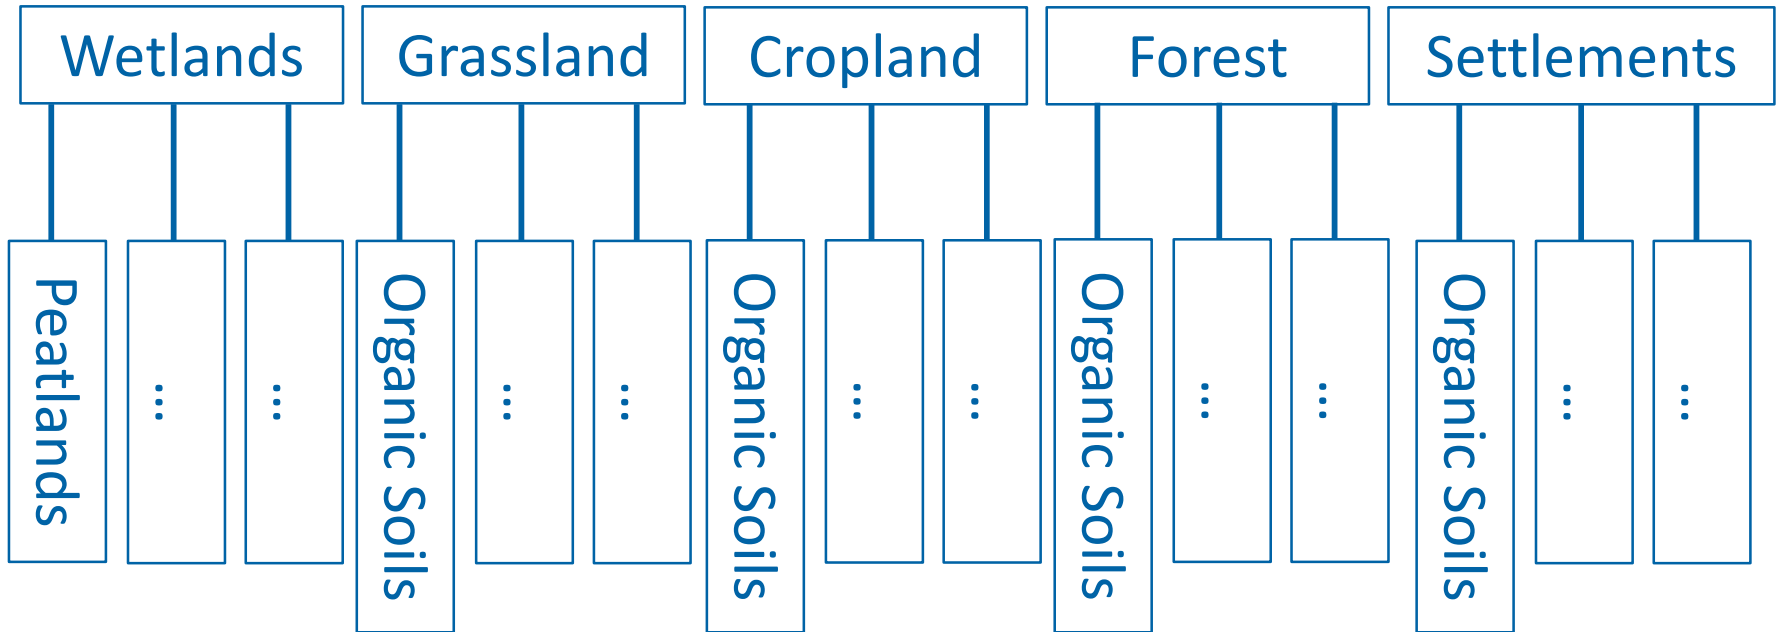 Wetlands
Grassland
Cropland
Forest
Settlements
Peatlands
...
...
Organic Soils
...
...
Organic Soils
...
...
Organic Soils
...
...
Organic Soils
...
...